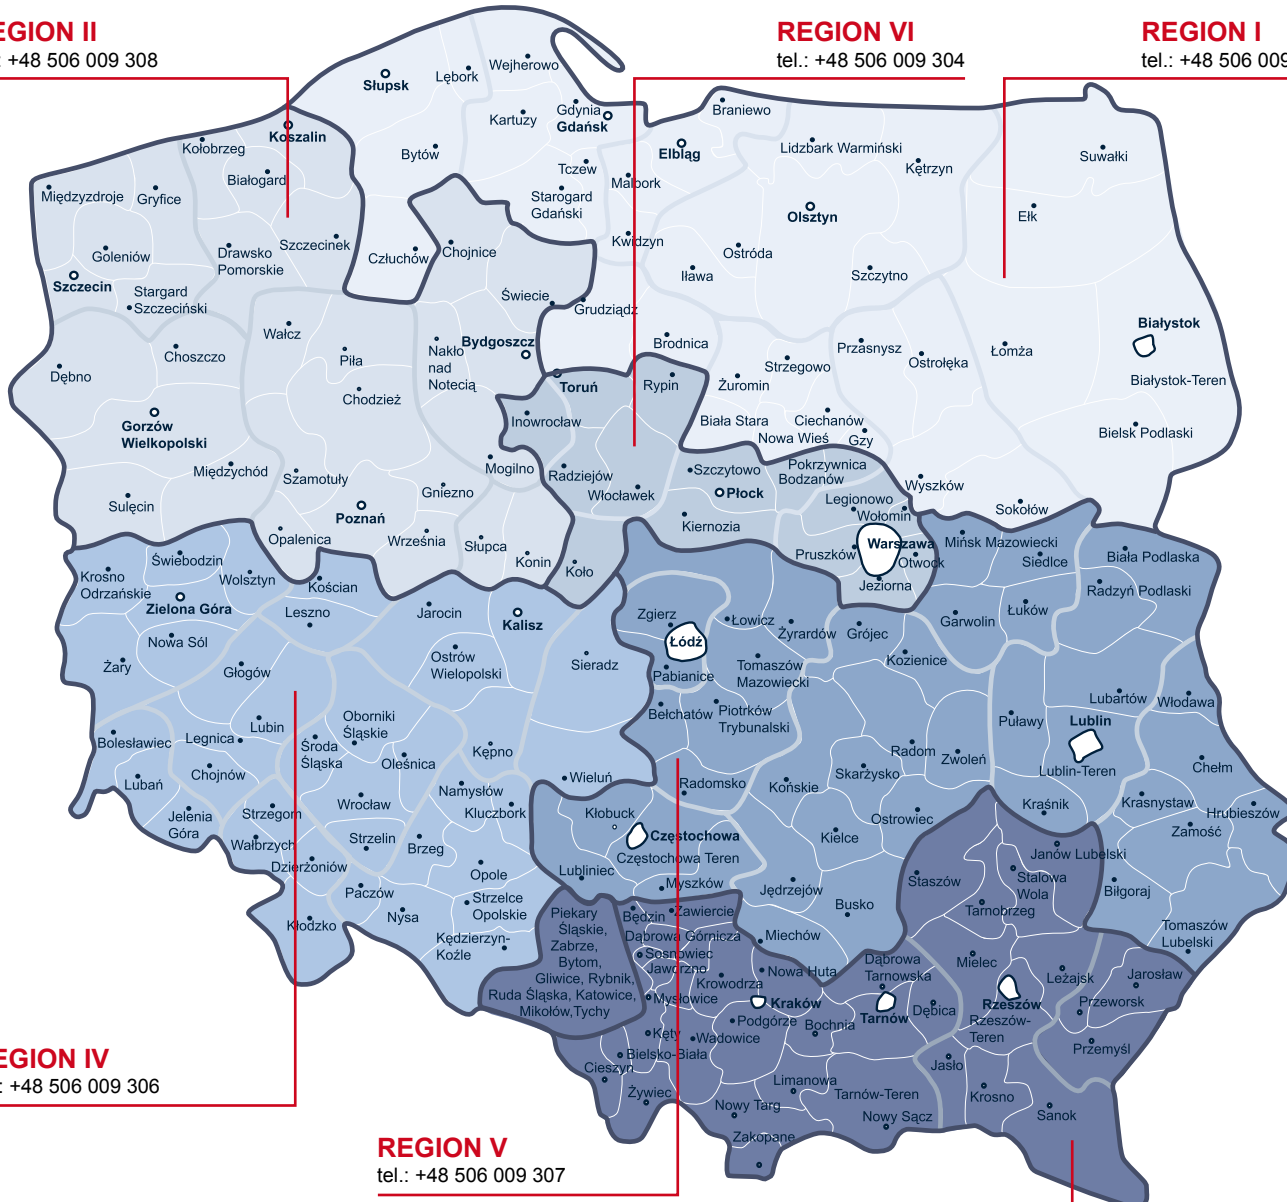 EGION II
: +48 506 009 308
REGION VI
tel.: +48 506 009 304
REGION I
tel.: +48 506 009
Słupsk
Lębork
Wejherowo
Kartuzy
Gdynia
Gdańsk
Bytów
Tczew
Starogard
Gdański
Malbork
Elbląg
Braniewo
Lidzbark Warmiński
Kętrzyn
Suwałki
Ełk
Olsztyn
Ostróda
Iława
Szczytno
Kwidzyn
Koszalin
Kołobrzeg
Białogard
Międzyzdroje
Gryfice
Goleniów
Szczecin
Stargard
Szczeciński
Drawsko
Pomorskie
Szczecinek
Człuchów
Chojnice
Świecie
Grudziądz
Brodnica
Wałcz
Piła
Chodzież
Nakło
nad
Notecią
Bydgoszcz
Toruń
Rypin
Żuromin
Strzegowo
Przasnysz
Ostrołęka
Łomża
Białystok
Białystok-Teren
Bielsk Podlaski
Choszczo
Dębno
Gorzów
Wielkopolski
Międzychód
Sulęcin
Szamotuły
Poznań
Opalenica
Gniezno
Września
Mogilno
Słupca
Konin
Koło
Inowrocław
Radziejów
Włocławek
Biała Stara
Ciechanów
Nowa Wieś
Gzy
Szczytowo
Płock
Kiernozia
Pokrzywnica
Bodzanów
Legionowo
Wołomin
Wyszków
Sokołów
Pruszków
Warszawa
Otwock
Jeziorna
Mińsk Mazowiecki
Siedlce
Biała Podlaska
Radzyń Podlaski
Łuków
Garwolin
Świebodzin
Krosno
Odrzańskie
Wolsztyn
Zielona Góra
Nowa Sól
Żary
Kościan
Leszno
Głogów
Jarocin
Kalisz
Ostrów
Wielopolski
Sieradz
Zgierz
Łódź
Pabianice
Łowicz
Żyrardów
Grójec
Kozienice
Tomaszów
Mazowiecki
Bełchatów
Piotrków
Trybunalski
Radomsko
Puławy
Lublin
Lublin-Teren
Lubartów
Włodawa
Chełm
Krasnystaw
Hrubieszów
Zamość
Kraśnik
Radom
Zwoleń
Skarżysko
Końskie
Kielce
Ostrowiec
Jędrzejów
Busko
Miechów
Bolesławiec
Lubań
Legnica
Chojnów
Lubin
Jelenia
Góra
Środa
Śląska
Oborniki
Śląskie
Oleśnica
Kępno
Wieluń
Wrocław
Strzegom
Wałbrzych
Strzelin
Dzierżoniów
Namysłów
Kluczbork
Brzeg
Opole
Strzelce
Opolskie
Paczów
Nysa
Kłodzko
Kędzierzyn-
Koźle
Kłobuck
Częstochowa
Częstochowa Teren
Lubliniec
Myszków
Piekary
Śląskie,
Zabrze,
Bytom,
Gliwice, Rybnik,
Ruda Śląska, Katowice,
Mikołów,Tychy
Będzin
Zawiercie
Dąbrowa Górnicza
Sosnowiec
Jaworzno
Krowodrza
Mysłowice
Nowa Huta
Kraków
Podgórze
Bochnia
Kęty
Wadowice
Bielsko-Biała
Cieszyn
Żywiec
Limanowa
Nowy Targ
Zakopane
Dąbrowa
Tarnowska
Tarnów
Tarnów-Teren
Nowy Sącz
Dębica
Jasło
Krosno
Sanok
Staszów
Janów Lubelski
Stalowa
Wola
Tarnobrzeg
Mielec
Leżajsk
Rzeszów
Rzeszów-
Teren
Jarosław
Przeworsk
Przemyśl
Biłgoraj
Tomaszów
Lubelski
EGION IV
: +48 506 009 306
REGION V
tel.: +48 506 009 307